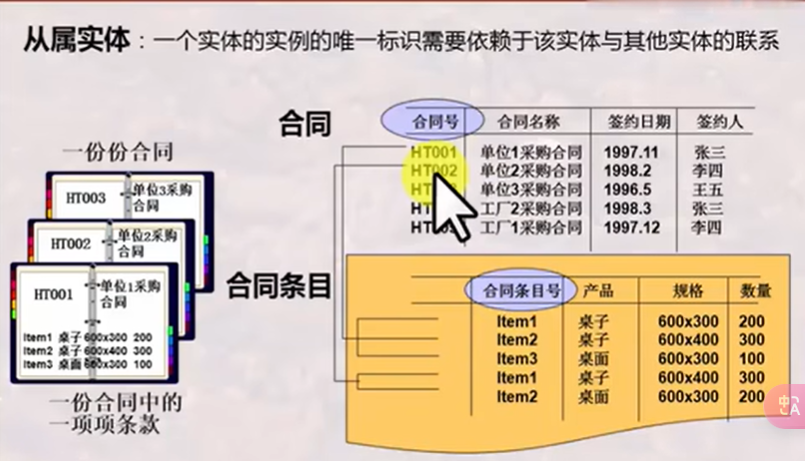 从属实体：一个实体的实例的唯一标识需要依赖于该实体与其他实体的联系
合同
合同号 合同名称 签约日期 签约人
HT001 单位1采购合同 1997.11 张三
HT002 单位2采购合同 1998.2 李四
单位3采购合同 1996.5 王五
工厂2采购合同 1998.3 张三
工厂1采购合同 1997.12 李四
一份份合同
HT003 单位3采购
合同
HT002 单位2采购
合同
HT001 单位1采购
合同
Item1 桌子 600x300 200
Item2 桌子 600x400 300
Item3 桌面 600x300 100
一份合同中的
一项项条款
合同条目
合同条目号 产品 规格 数量
Item1 桌子 600x300 200
Item2 桌子 600x400 300
Item3 桌面 600x300 100
Item1 桌子 600x400 300
Item2 桌面 600x300 200